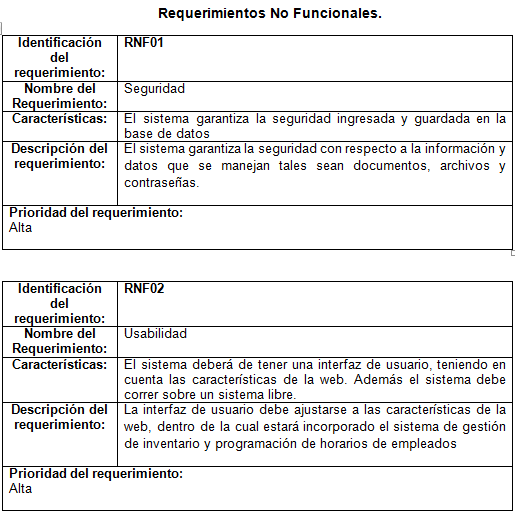 Requerimientos No Funcionales.
Identificación
del
requerimiento:
RNF01
Nombre del
Requerimiento:
Seguridad
Características:
El sistema garantiza la seguridad ingresada y guardada en la
base de datos
Descripción del
requerimiento:
El sistema garantiza la seguridad con respecto a la información y
datos que se manejan tales sean documentos, archivos y
contraseñas.
Prioridad del requerimiento:
Alta
Identificación
del
requerimiento:
RNF02
Nombre del
Requerimiento:
Usabilidad
Características:
El sistema deberá de tener una interfaz de usuario, teniendo en
cuenta las características de la web. Además el sistema debe
correr sobre un sistema libre.
Descripción del
requerimiento:
La interfaz de usuario debe ajustarse a las características de la
web, dentro de la cual estará incorporado el sistema de gestión
de inventario y programación de horarios de empleados
Prioridad del requerimiento:
Alta